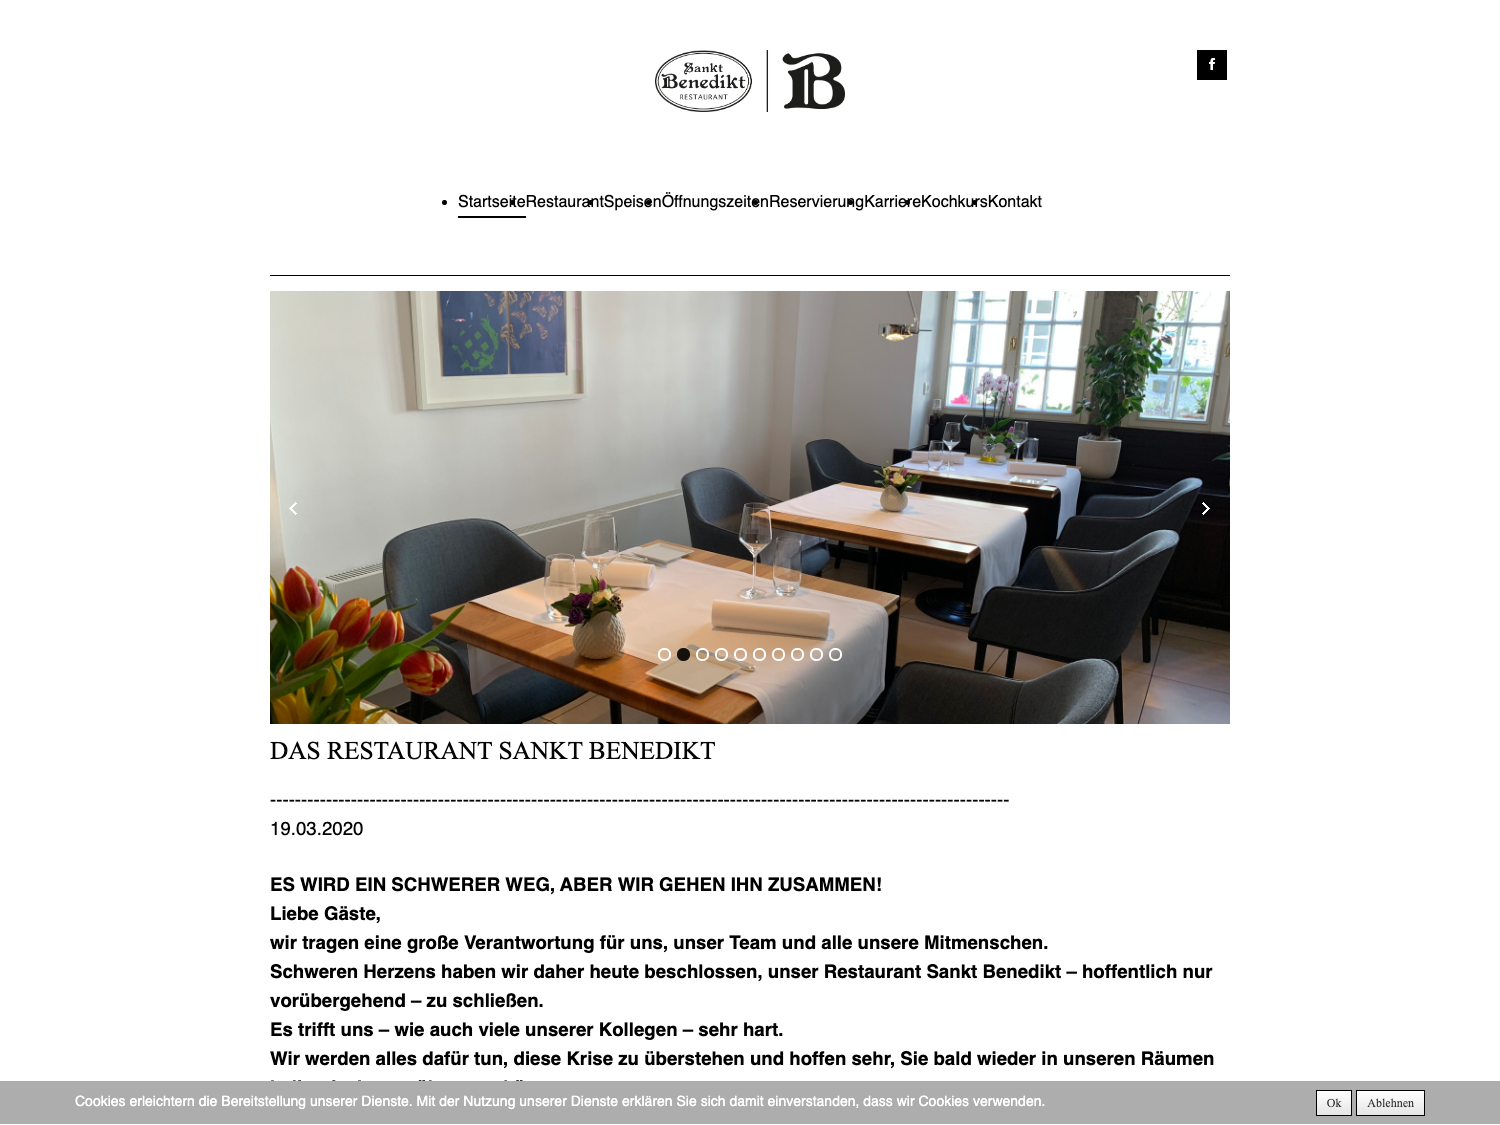 Sankt
Benedikt
RESTAURANT
B
f
Startseite Restaurant Speisen Öffnungszeiten Reservierung Karriere Kochkurs Kontakt
DAS RESTAURANT SANKT BENEDIKT
-----------------------------------------------------------------------------------------------------------------------
19.03.2020
ES WIRD EIN SCHWERER WEG, ABER WIR GEHEN IHN ZUSAMMEN!
Liebe Gäste,
wir tragen eine große Verantwortung für uns, unser Team und alle unsere Mitmenschen.
Schweren Herzens haben wir daher heute beschlossen, unser Restaurant Sankt Benedikt – hoffentlich nur
vorübergehend – zu schließen.
Es trifft uns – wie auch viele unserer Kollegen – sehr hart.
Wir werden alles dafür tun, diese Krise zu überstehen und hoffen sehr, Sie bald wieder in unseren Räumen
Cookies erleichtern die Bereitstellung unserer Dienste. Mit der Nutzung unserer Dienste erklären Sie sich damit einverstanden, dass wir Cookies verwenden.
Ok
Ablehnen